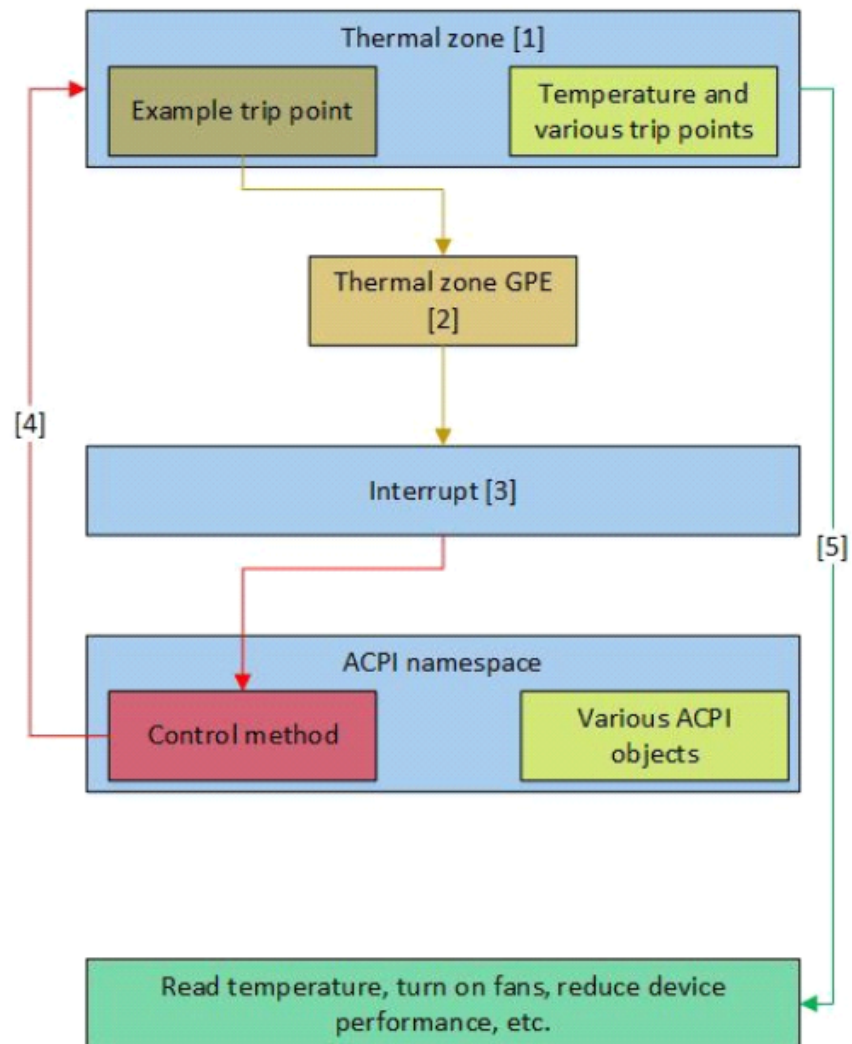 Thermal zone [1]
Example trip point
Temperature and
various trip points
Thermal zone GPE
[2]
[4]
Interrupt [3]
[5]
ACPI namespace
Control method
Various ACPI
objects
Read temperature, turn on fans, reduce device
performance, etc.